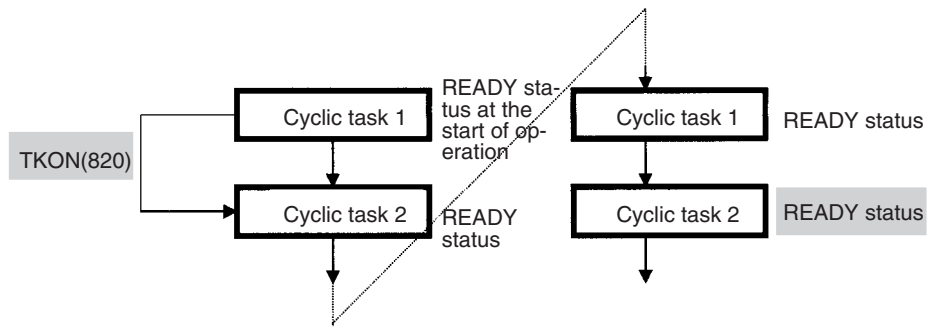 TKON(820)
Cyclic task 1
READY sta-
tus at the
start of op-
eration
Cyclic task 2
READY
status
Cyclic task 1
READY status
Cyclic task 2
READY status